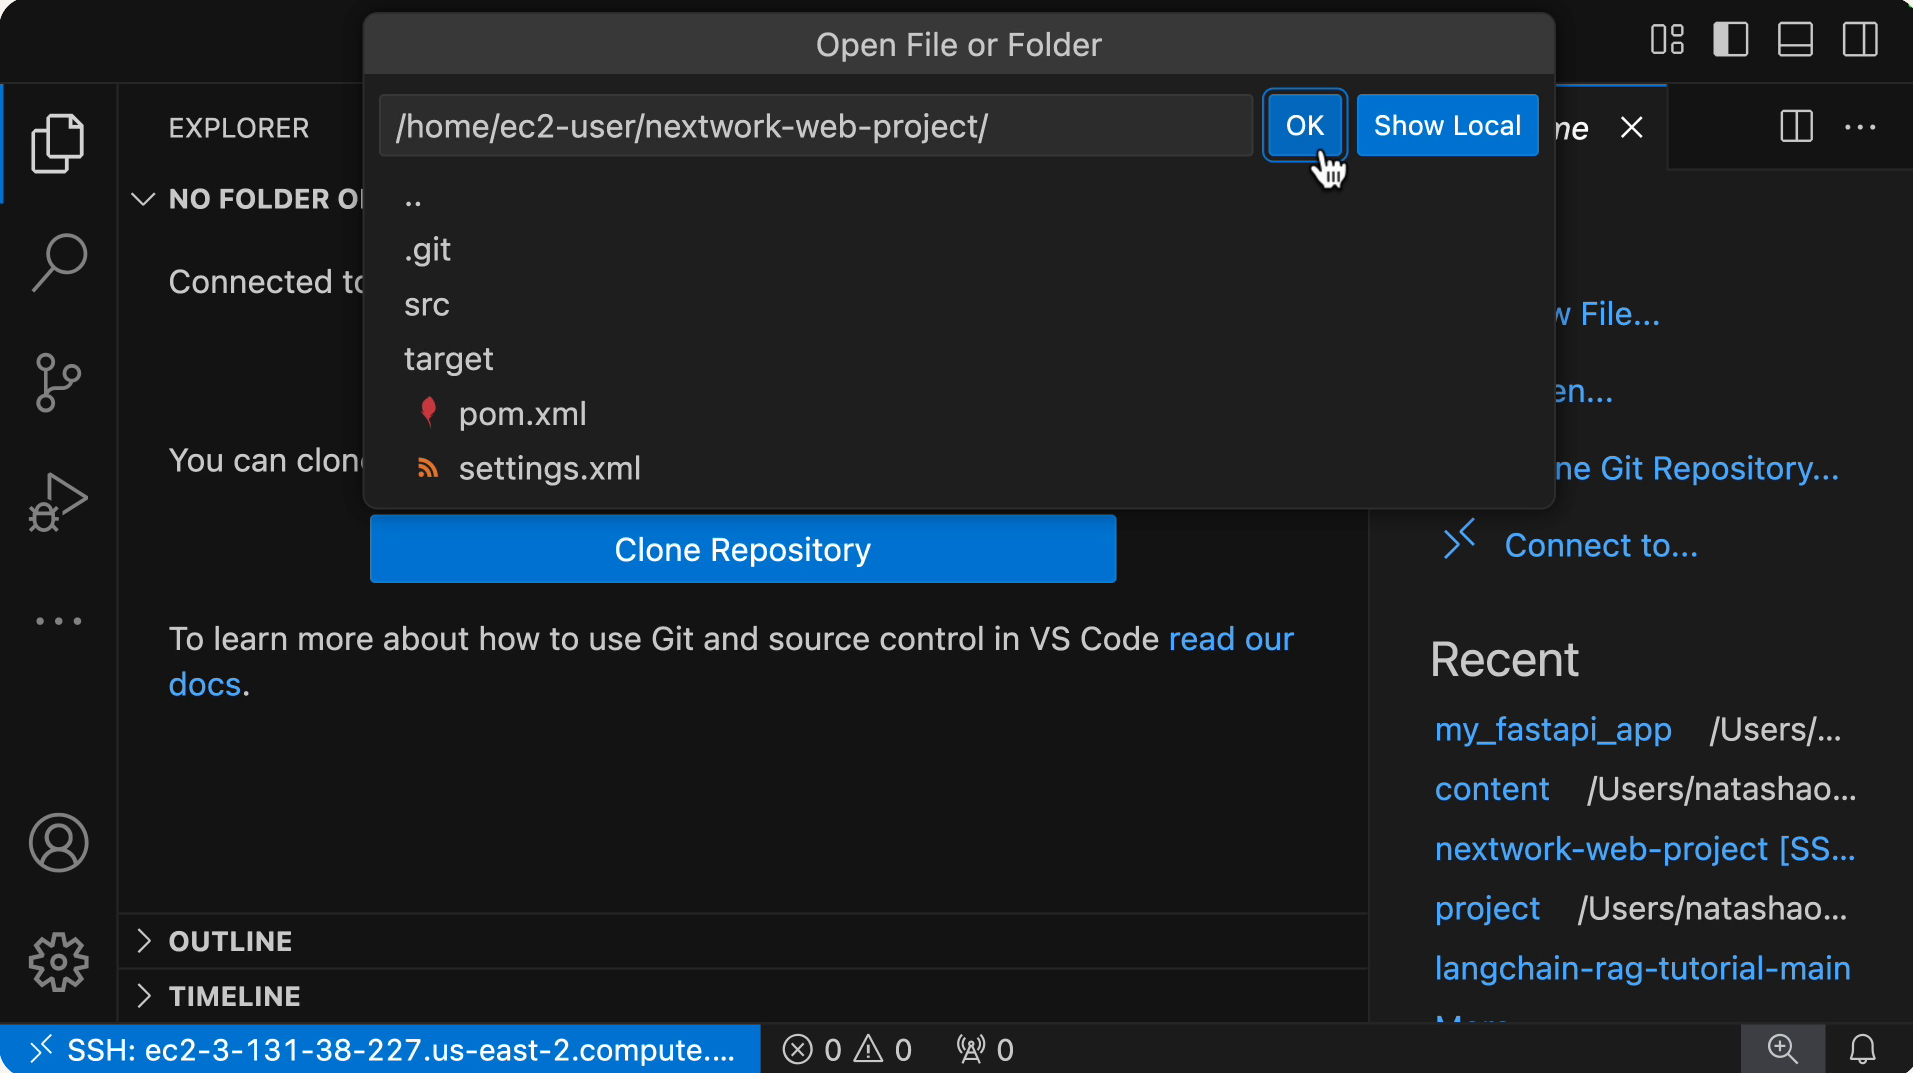 Open File or Folder
/home/ec2-user/nextwork-web-project/
OK
Show Local
..
.git
src
target
pom.xml
settings.xml
EXPLORER
NO FOLDER
Connected
You can
Clone Repository
To learn more about how to use Git and source control in VS Code read our
docs.
OUTLINE
TIMELINE
File...
Git Repository...
Connect to...
Recent
my_fastapi_app /Users/...
content /Users/natashao...
nextwork-web-project [SS...
project /Users/natashao...
langchain-rag-tutorial-main
SSH: ec2-3-131-38-227.us-east-2.compute....
0 0 0